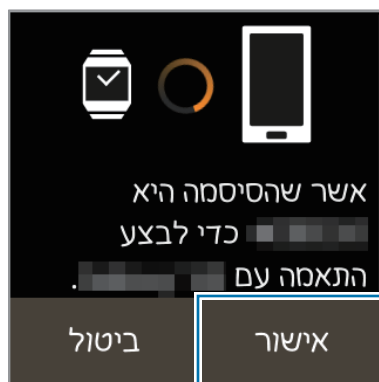 אשר שהסיסמה היא
כדי לבצע
התאמה עם .
אישור
ביטול